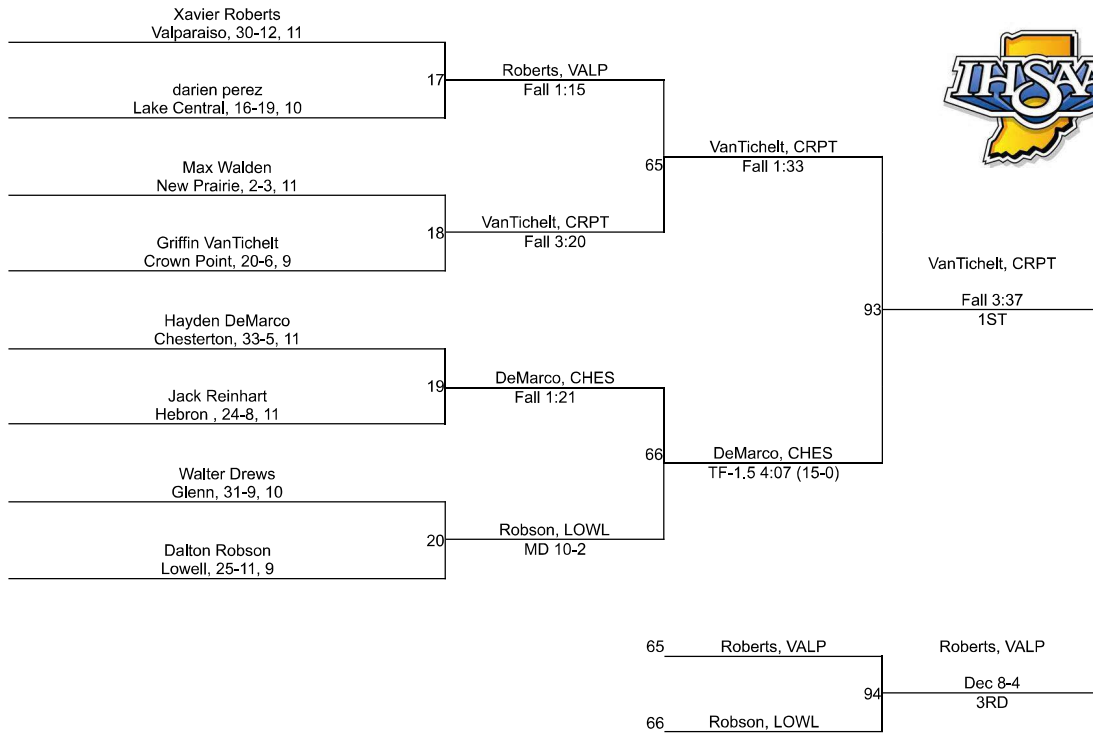 Xavier Roberts
Valparaiso, 30-12, 11
17
Roberts, VALP
Fall 1:15
darien perez
Lake Central, 16-19, 10
IHSAA
65
VanTichelt, CRPT
Fall 1:33
Max Walden
New Prairie, 2-3, 11
18
VanTichelt, CRPT
Fall 3:20
Griffin VanTichelt
Crown Point, 20-6, 9
93
VanTichelt, CRPT
Fall 3:37
1ST
Hayden DeMarco
Chesterton, 33-5, 11
19
DeMarco, CHES
Fall 1:21
Jack Reinhart
Hebron , 24-8, 11
66
DeMarco, CHES
TF-1.5 4:07 (15-0)
Walter Drews
Glenn, 31-9, 10
20
Robson, LOWL
MD 10-2
Dalton Robson
Lowell, 25-11, 9
65
Roberts, VALP
94
Roberts, VALP
Dec 8-4
3RD
66
Robson, LOWL